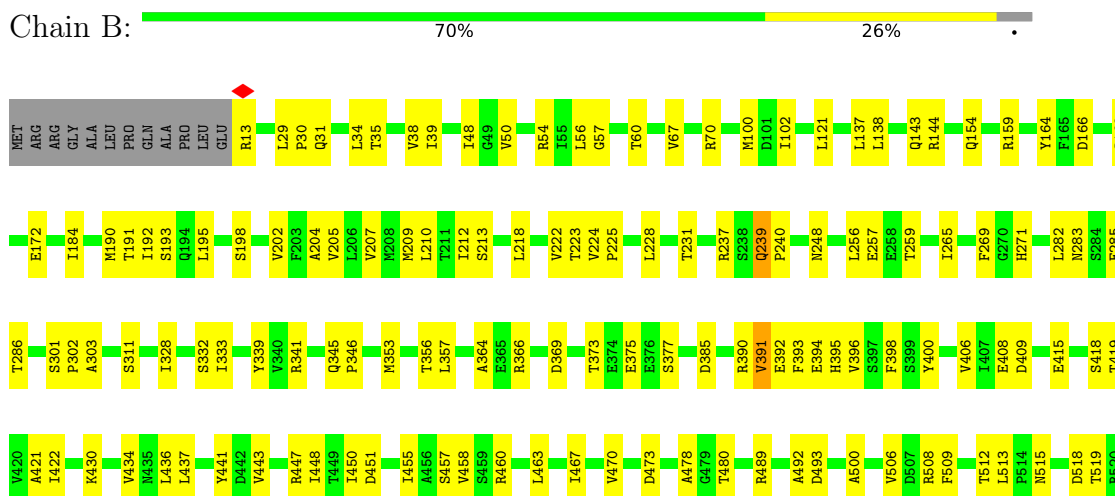 Chain B:
70% 26% •
MET ARG ARG GLY ALA LEU PRO GLN ALA PRO LEU GLU R13 L29 P30 Q31 L34 T35 V38 I39 I48 G49 V50 R54 I55 L56 G57 T60 V67 R70 M100 D101 I102 L121 L137 L138 Q143 R144 Q154 R159 Y164 F165 D166
E172 I184 M190 T191 I192 S193 Q194 L195 S198 V202 F203 A204 V205 L206 V207 M208 M209 L210 T211 I212 S213 L218 V222 T223 V224 P225 L228 T231 R237 S238 Q239 P240 N248 L256 E257 E258 T259 I265 F269 G270 H271 L282 N283 S284
T286 S301 P302 A303 S311 I328 S332 I333 Y339 V340 R341 Q345 P346 M353 T356 L357 A364 E365 R366 D369 T373 E374 E375 E376 S377 D385 R390 V391 E392 F393 E394 H395 V396 S397 F398 S399 Y400 V406 I407 E408 D409 E415 S418 T419
V420 A421 I422 K430 V434 N435 L436 L437 Y441 D442 V443 R447 I448 T449 I450 D451 I455 A456 S457 V458 S459 R460 L463 I467 V470 D473 A478 G479 T480 R489 A492 D493 A500 V506 D507 R508 F509 T512 L513 P514 N515 D518 T519